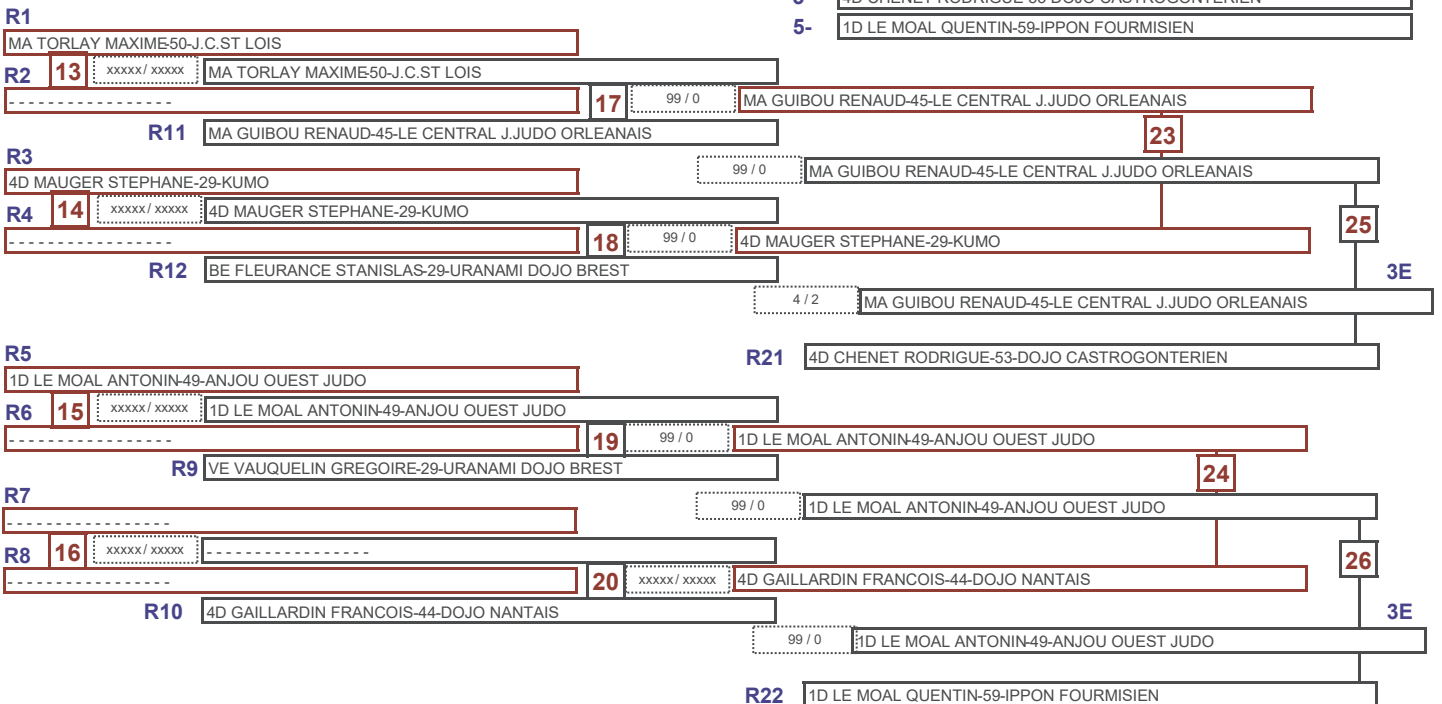 5-
1D LE MOAL QUENTIN-59-IPPON FOURMISIEN
R1
MA TORLAY MAXIME-50-J.C.ST LOIS
R2 13 xxxxx / xxxxx MA TORLAY MAXIME-50-J.C.ST LOIS
- - - - - - - - - - - - - - - - - 17 99 / 0 MA GUIBOU RENAUD-45-LE CENTRAL J.JUDO ORLEANAIS
R11 MA GUIBOU RENAUD-45-LE CENTRAL J.JUDO ORLEANAIS 23
R3
99 / 0 MA GUIBOU RENAUD-45-LE CENTRAL J.JUDO ORLEANAIS
4D MAUGER STEPHANE-29-KUMO
R4 14 xxxxx / xxxxx 4D MAUGER STEPHANE-29-KUMO 25
- - - - - - - - - - - - - - - - - 18 99 / 0 4D MAUGER STEPHANE-29-KUMO
R12 BE FLEURANCE STANISLAS-29-URANAMI DOJO BREST 3E
4 / 2 MA GUIBOU RENAUD-45-LE CENTRAL J.JUDO ORLEANAIS
R5
R21 4D CHENET RODRIGUE-53-DOJO CASTROGONTERIEN
1D LE MOAL ANTONIN-49-ANJOU OUEST JUDO
R6 15 xxxxx / xxxxx 1D LE MOAL ANTONIN-49-ANJOU OUEST JUDO
- - - - - - - - - - - - - - - - - 19 99 / 0 1D LE MOAL ANTONIN-49-ANJOU OUEST JUDO
R9 VE VAUQUELIN GREGOIRE-29-URANAMI DOJO BREST 24
R7
99 / 0 1D LE MOAL ANTONIN-49-ANJOU OUEST JUDO
- - - - - - - - - - - - - - - - -
R8 16 xxxxx / xxxxx - - - - - - - - - - - - - - - - - 26
- - - - - - - - - - - - - - - - - 20 xxxxx / xxxxx 4D GAILLARDIN FRANCOIS-44-DOJO NANTAIS
R10 4D GAILLARDIN FRANCOIS-44-DOJO NANTAIS 3E
99 / 0 1D LE MOAL ANTONIN-49-ANJOU OUEST JUDO
R22 1D LE MOAL QUENTIN-59-IPPON FOURMISIEN